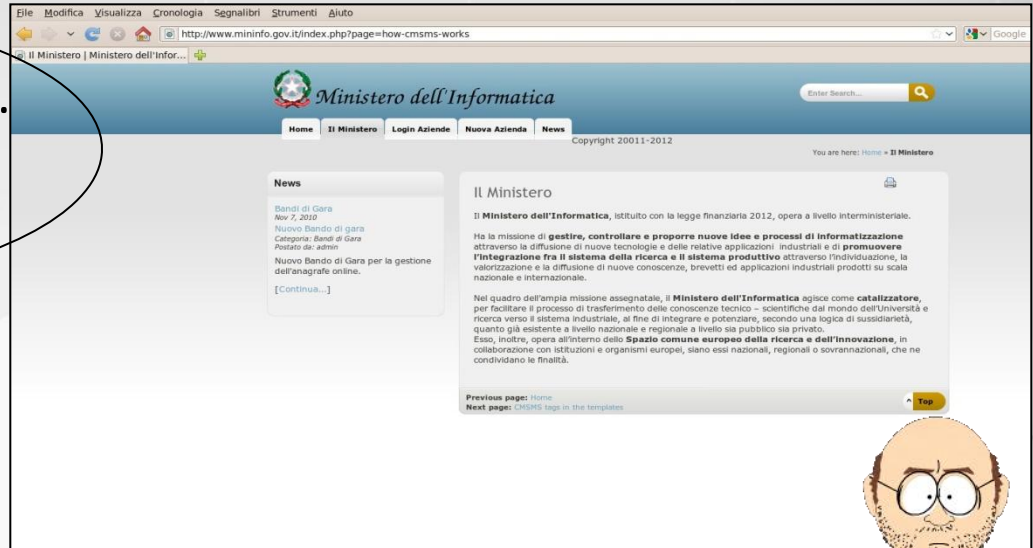 File Modifica Visualizza Cronologia Segnalibri Strumenti Aiuto
http://www.mininfo.gov.it/index.php?page=how-cmsms-works
Google
Il Ministero | Ministero dell'Infor...
Ministero dell'Informatica
Enter Search...
Home Il Ministero Login Aziende Nuova Azienda News
Copyright 20011-2012
You are here: Home » Il Ministero
News
Bandi di Gara
Nov 7, 2010
Nuovo Bando di gara
Categoria: Bandi di Gara
Postato da: admin
Nuovo Bando di Gara per la gestione
dell'anagrafe online.
[Continua...]
Il Ministero
Il Ministero dell'Informatica, istituito con la legge finanziaria 2012, opera a livello interministeriale.
Ha la missione di gestire, controllare e proporre nuove idee e processi di informatizzazione
attraverso la diffusione di nuove tecnologie e delle relative applicazioni industriali e di promuovere
l'integrazione fra il sistema della ricerca e il sistema produttivo attraverso l'individuazione, la
valorizzazione e la diffusione di nuove conoscenze, brevetti ed applicazioni industriali prodotti su scala
nazionale e internazionale.
Nel quadro dell'ampia missione assegnatale, il Ministero dell'Informatica agisce come catalizzatore,
per facilitare il processo di trasferimento delle conoscenze tecnico – scientifiche dal mondo dell'Università e
ricerca verso il sistema industriale, al fine di integrare e potenziare, secondo una logica di sussidiarietà,
quanto già esistente a livello nazionale e regionale a livello sia pubblico sia privato.
Esso, inoltre, opera all'interno dello Spazio comune europeo della ricerca e dell'innovazione, in
collaborazione con istituzioni e organismi europei, siano essi nazionali, regionali o sovrannazionali, che ne
condividano le finalità.
Previous page: Home
Next page: CMSMS tags in the templates
^ Top